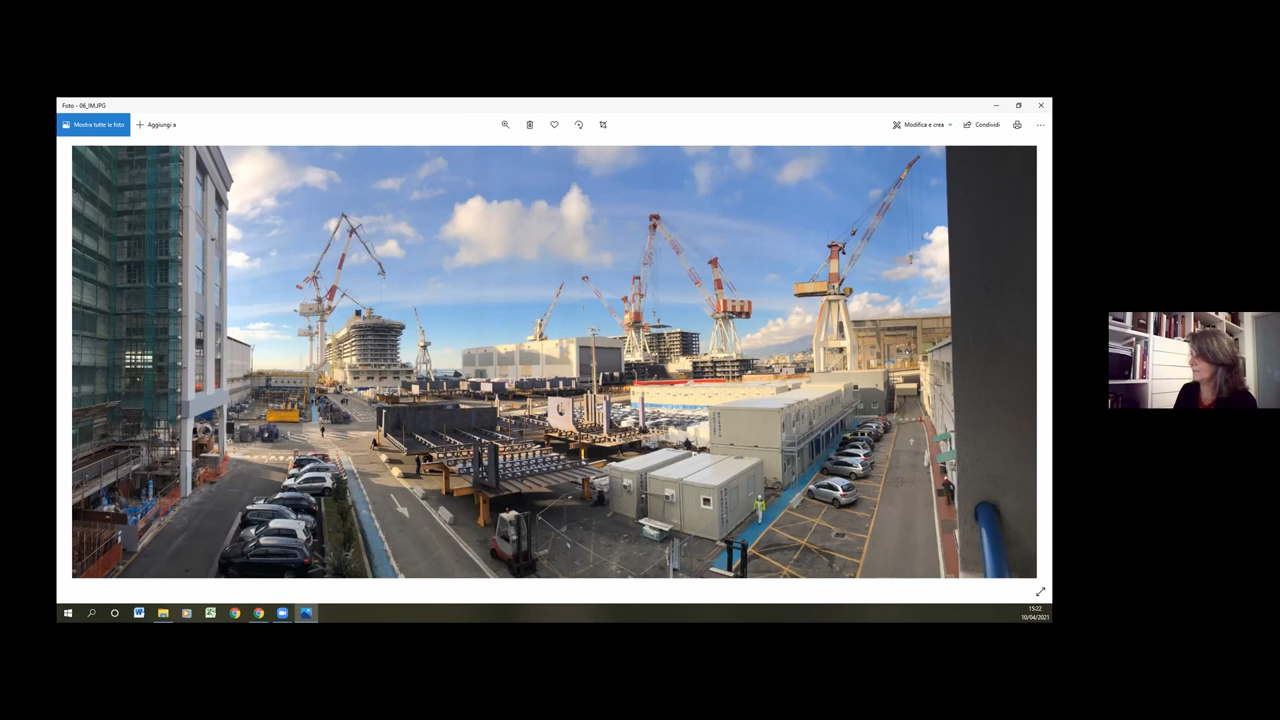 Foto - 06_IM.JPG
Mostra tutte le foto
Aggiungi a
Modifica e crea
Condividi
15:22
10/04/2021